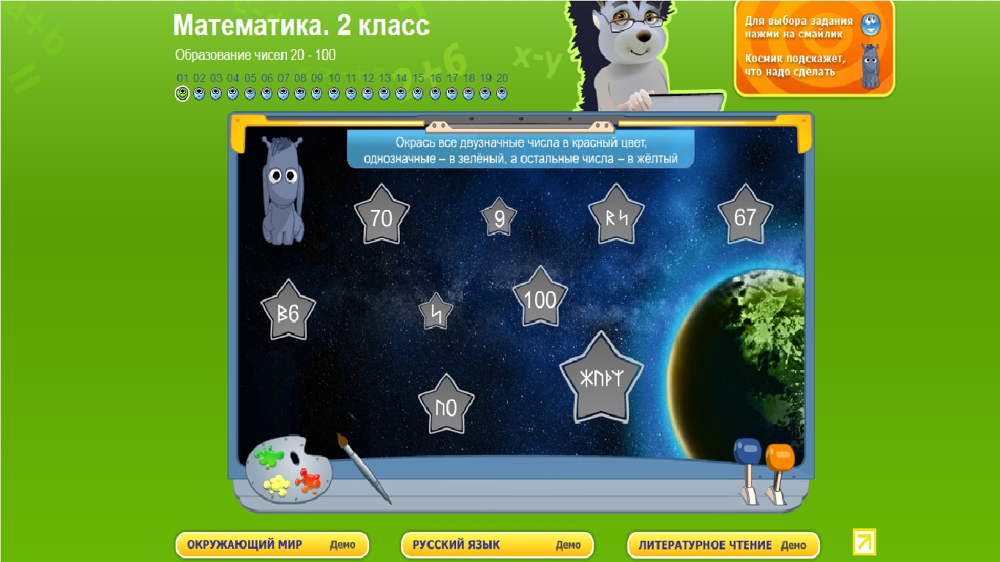 Математика. 2 класс
Образование чисел 20 - 100
01 02 03 04 05 06 07 08 09 10 11 12 13 14 15 16 17 18 19 20
Для выбора задания
нажми на смайлик
Космик подскажет,
что надо сделать
Окрась все двузначные числа в красный цвет,
однозначные – в зелёный, а остальные числа – в жёлтый
70
9
ᚱᛋ
67
ᛒ6
ᛋ
100
ᚢ0
ОКРУЖАЮЩИЙ МИР Демо
РУССКИЙ ЯЗЫК Демо
ЛИТЕРАТУРНОЕ ЧТЕНИЕ Демо